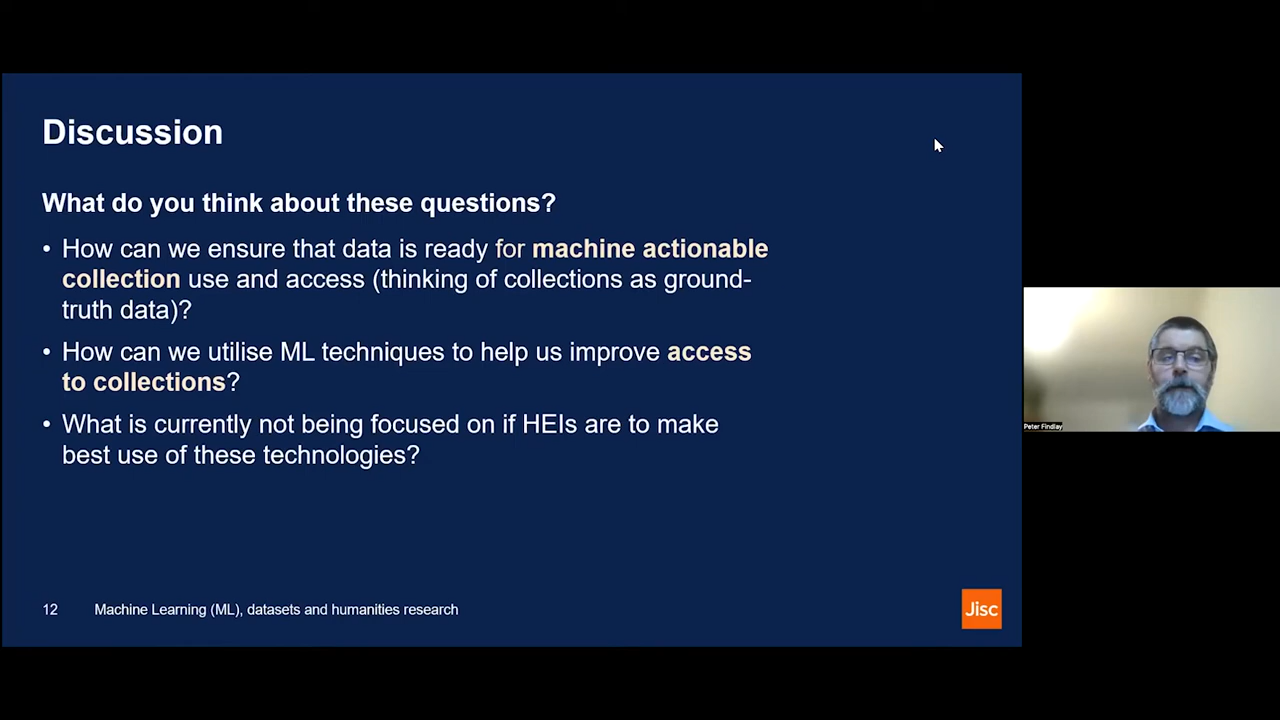 Discussion
What do you think about these questions?
• How can we ensure that data is ready for machine actionable
collection use and access (thinking of collections as ground-
truth data)?
• How can we utilise ML techniques to help us improve access
to collections?
• What is currently not being focused on if HEIs are to make
best use of these technologies?
12 Machine Learning (ML), datasets and humanities research
Jisc
Peter Findlay